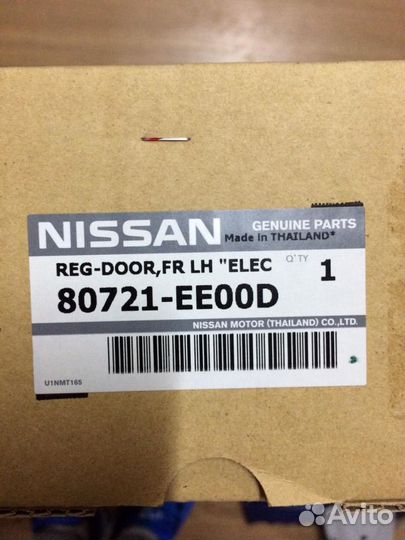 NISSAN
GENUINE PARTS
Made in THAILAND*
REG-DOOR,FR LH "ELEC
Q'TY
1
80721-EE00D
NISSAN MOTOR (THAILAND) CO.,LTD.
U1NMT165
Avito